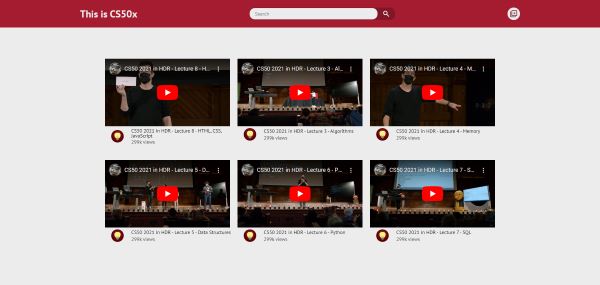 This is CS50x
Search
CS50 2021 in HDR - Lecture 8 - H...
CS50 2021 in HDR - Lecture 3 - Al...
CS50 2021 in HDR - Lecture 4 - M...
CS50 2021 in HDR - Lecture 8 - HTML, CSS,
JavaScript
299k views
CS50 2021 in HDR - Lecture 3 - Algorithms
299k views
CS50 2021 in HDR - Lecture 4 - Memory
299k views
CS50 2021 in HDR - Lecture 5 - D...
CS50 2021 in HDR - Lecture 6 - P...
CS50 2021 in HDR - Lecture 7 - S...
CS50 2021 in HDR - Lecture 5 - Data Structures
299k views
CS50 2021 in HDR - Lecture 6 - Python
299k views
CS50 2021 in HDR - Lecture 7 - SQL
299k views